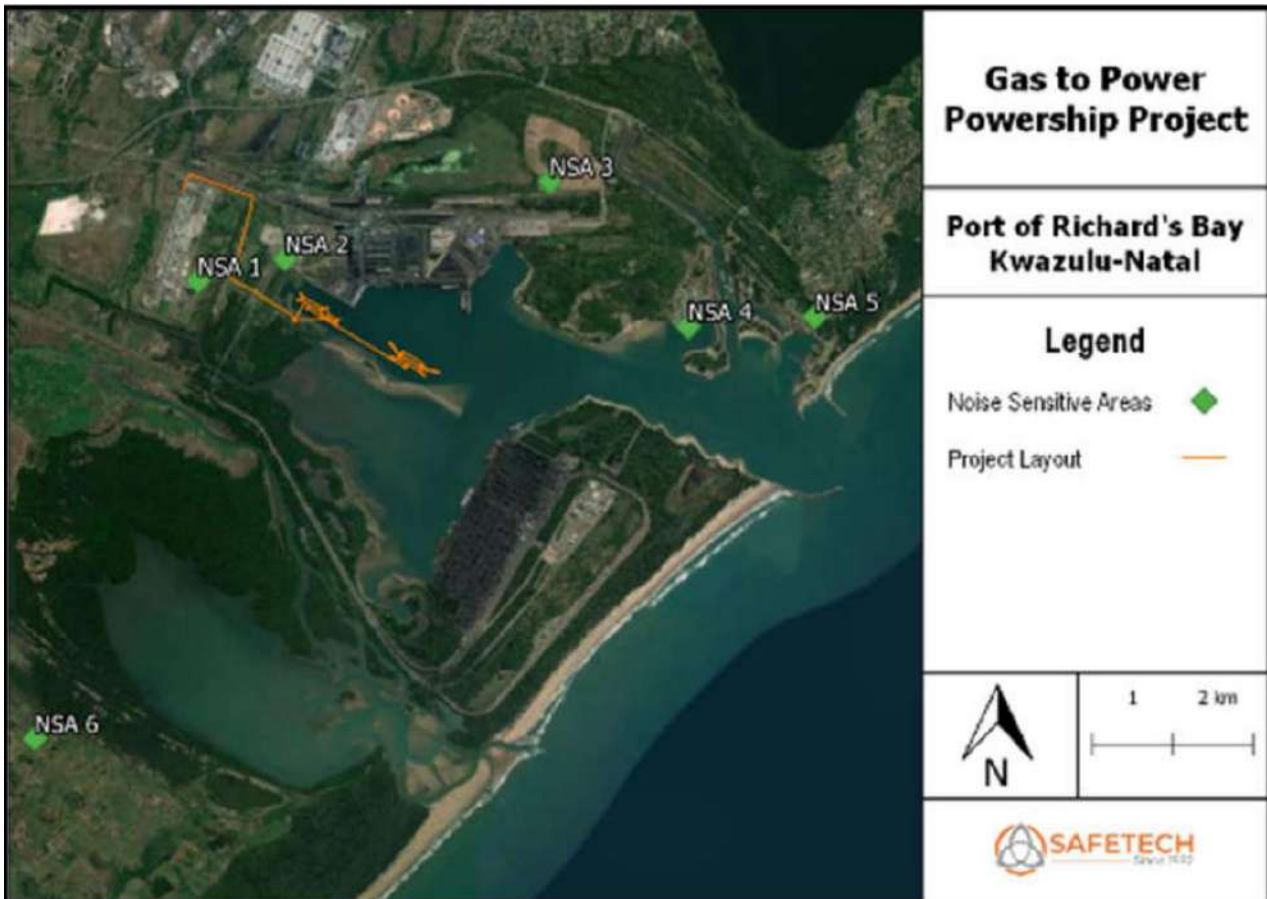 Gas to Power
Powership Project
Port of Richard's Bay
Kwazulu-Natal
Legend
Noise Sensitive Areas
Project Layout
1 2 km
N
SAFETECH
NSA 3
NSA 2
NSA 1
NSA 4
NSA 5
NSA 6